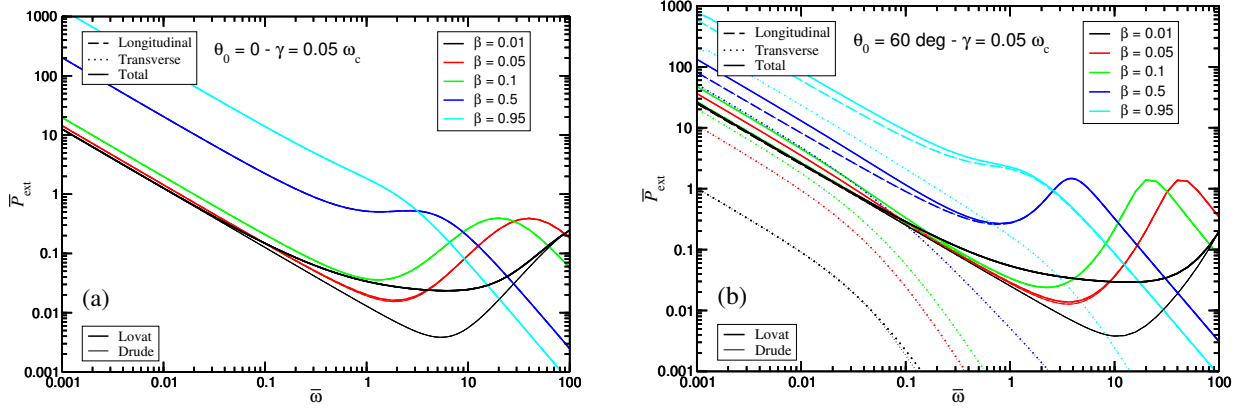 1000
100
10
1
0.1
0.01
0.001
P̅ext
Longitudinal
Transverse
Total
θ0 = 0 - γ = 0.05 ωc
β = 0.01
β = 0.05
β = 0.1
β = 0.5
β = 0.95
(a)
Lovat
Drude
0.001
0.01
0.1
1
10
100
ω̅
1000
100
10
1
0.1
0.01
0.001
P̅ext
Longitudinal
Transverse
Total
θ0 = 60 deg - γ = 0.05 ωc
β = 0.01
β = 0.05
β = 0.1
β = 0.5
β = 0.95
(b)
Lovat
Drude
0.001
0.01
0.1
1
10
100
ω̅